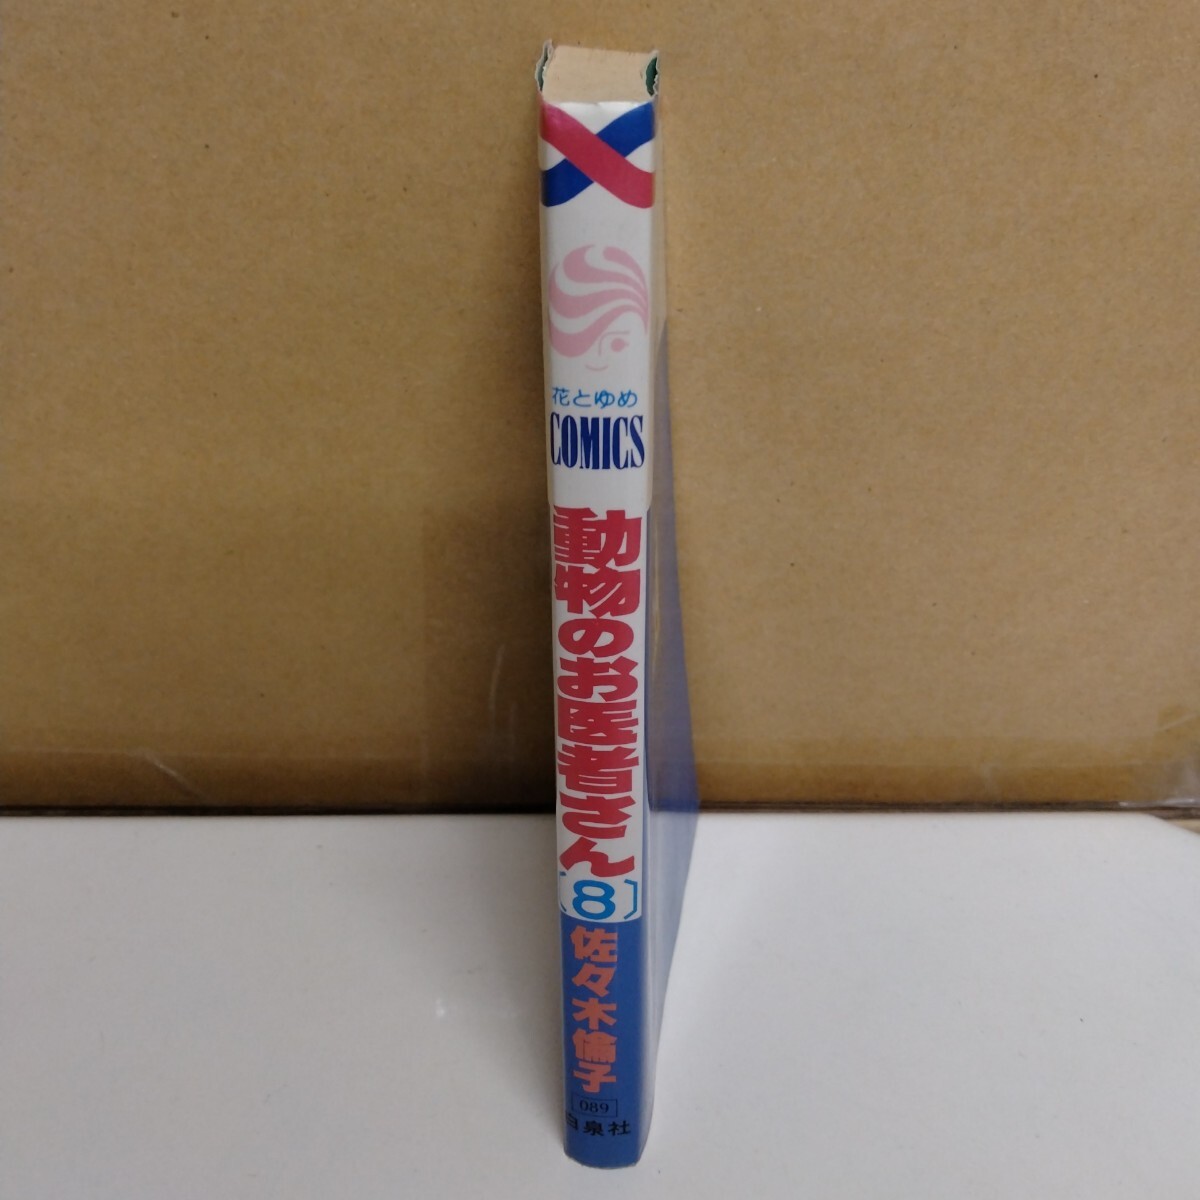 花とゆめ
COMICS
動物のお医者さん
〔8〕
佐々木倫子
089
白泉社